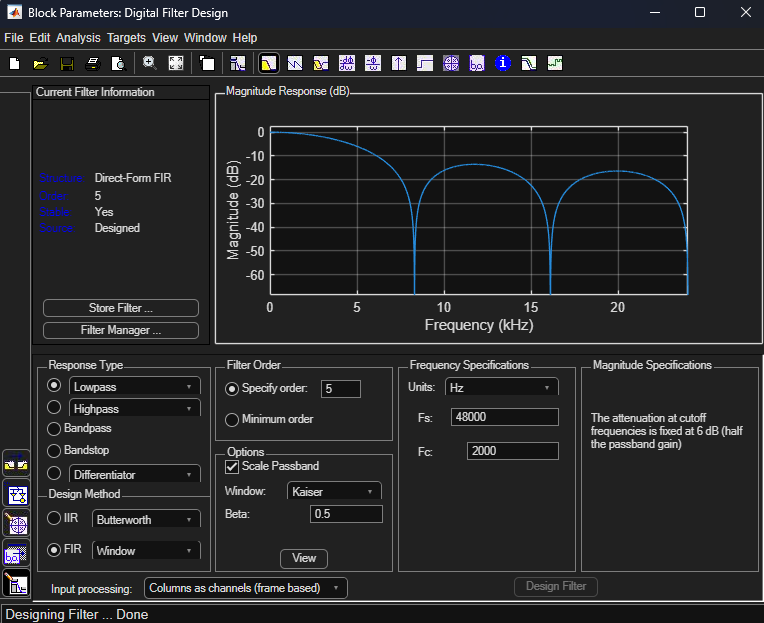 Block Parameters: Digital Filter Design
File Edit Analysis Targets View Window Help
Current Filter Information
Structure: Direct-Form FIR
Order: 5
Stable: Yes
Source: Designed
Store Filter ...
Filter Manager ...
Magnitude Response (dB)
Magnitude (dB)
0
-10
-20
-30
-40
-50
-60
0 5 10 15 20
Frequency (kHz)
Response Type
Lowpass
Highpass
Bandpass
Bandstop
Differentiator
Design Method
IIR Butterworth
FIR Window
Filter Order
Specify order: 5
Minimum order
Options
Scale Passband
Window: Kaiser
Beta: 0.5
View
Frequency Specifications
Units: Hz
Fs: 48000
Fc: 2000
Magnitude Specifications
The attenuation at cutoff
frequencies is fixed at 6 dB (half
the passband gain)
Input processing: Columns as channels (frame based)
Design Filter
Designing Filter ... Done